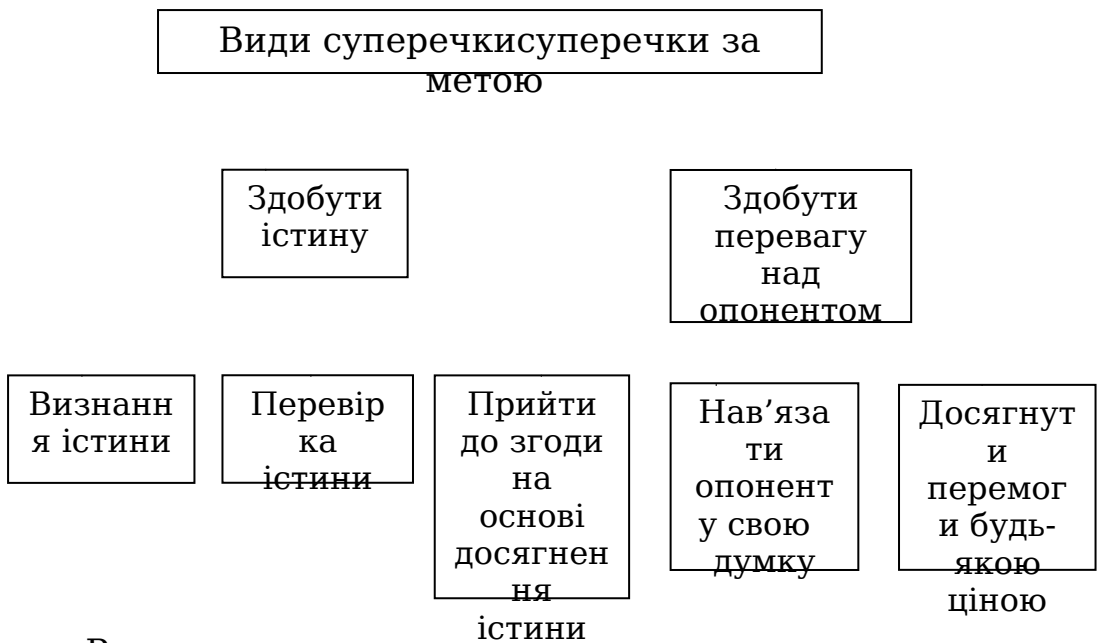 Види суперечкисуперечки за
метою
Здобути
істину
Здобути
перевагу
над
опонентом
Визнанн
я істини
Перевір
ка
істини
Прийти
до згоди
на
основі
досягнен
ня
істини
Нав’яза
ти
опонент
у свою
думку
Досягнут
и
перемог
и будь-
якою
ціною